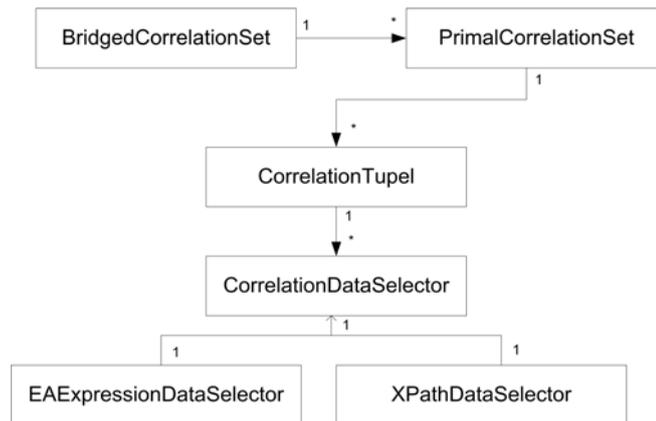 BridgedCorrelationSet
1
*
PrimalCorrelationSet
1
*
CorrelationTupel
1
*
CorrelationDataSelector
1
1
1
EAExpressionDataSelector
XPathDataSelector